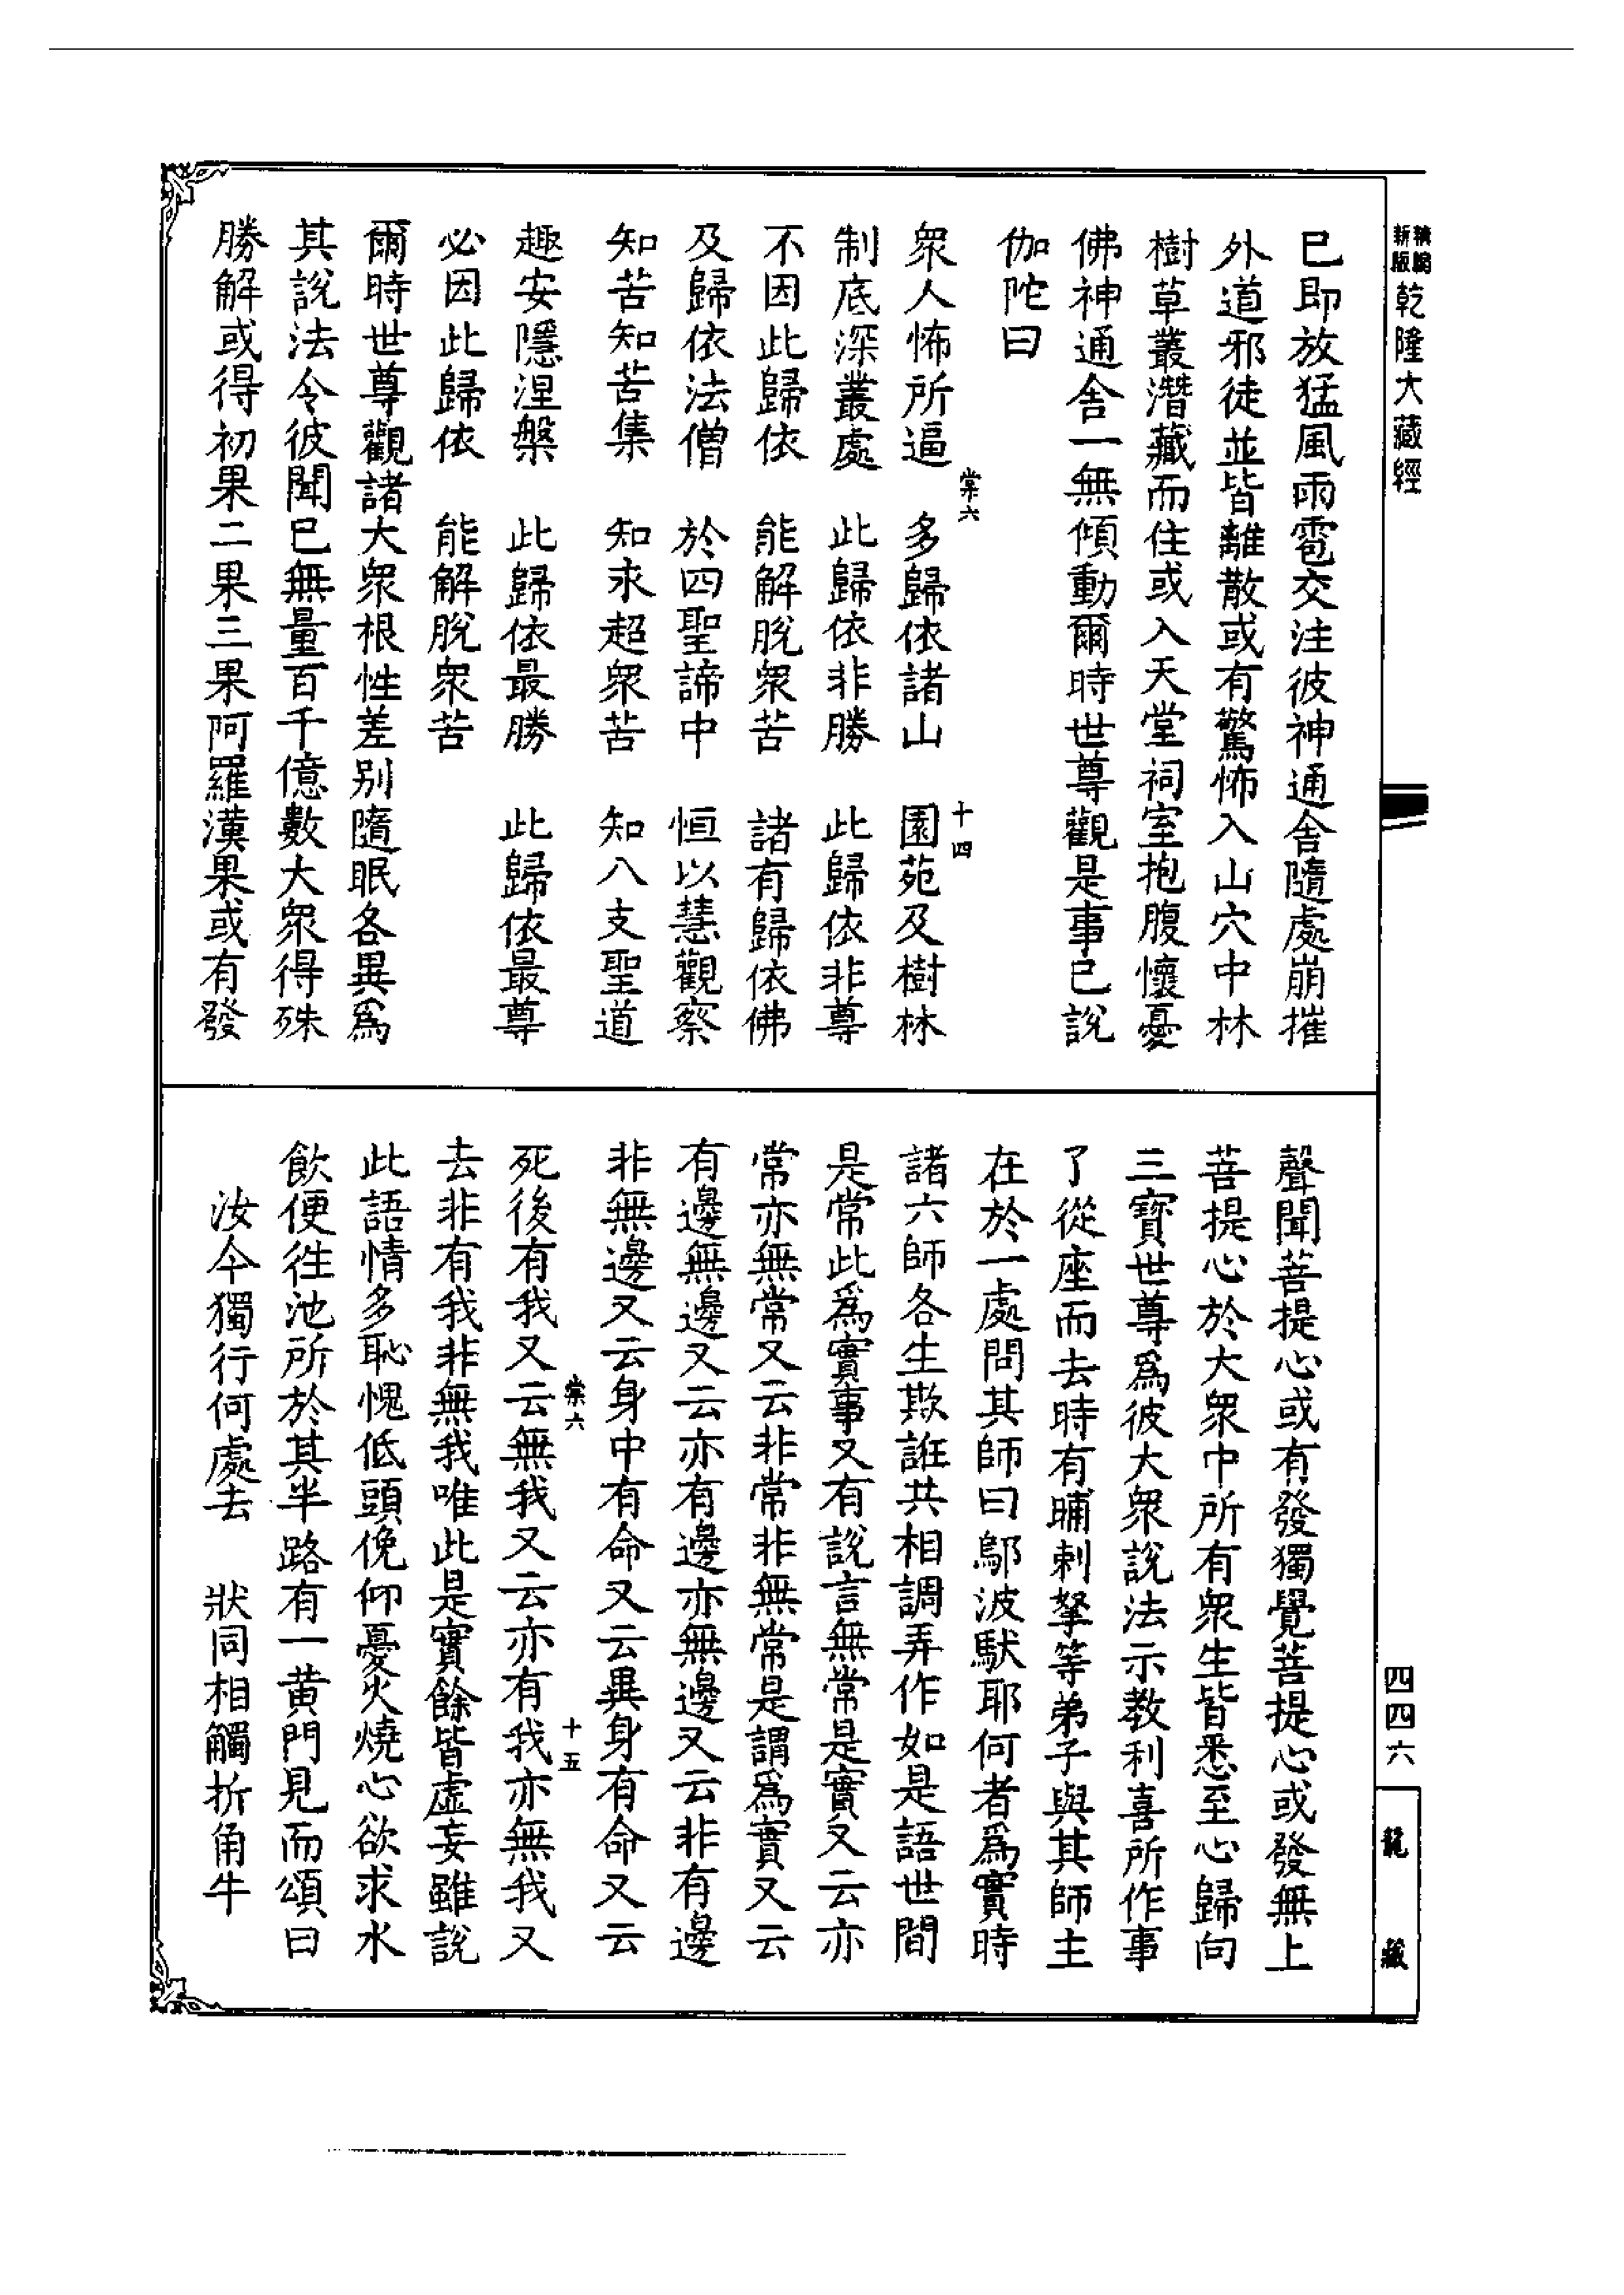 新編
新版
乾隆大藏經
巳即放猛風雨雹交注彼神通舍隨處崩摧
外道邪徒並皆離散或有驚怖入山穴中林
樹草叢潛藏而住或入天堂祠室抱腹懷憂
佛神通舍一無傾動爾時世尊觀是事已說
伽陀曰
衆人怖所逼　多歸依諸山　園苑及樹林
棠六
十四
制底深叢處　此歸依非勝　此歸依非尊
不因此歸依　能解脫衆苦　諸有歸依佛
及歸依法僧　於四聖諦中　恒以慧觀察
知苦知苦集　知永超衆苦　知八支聖道
趣安隱涅槃　此歸依最勝　此歸依最尊
必因此歸依　能解脫衆苦
爾時世尊觀諸大衆根性差別隨眠各異爲
其說法令彼聞巳無量百千億數大衆得殊
勝解或得初果二果三果阿羅漢果或有發
聲聞菩提心或有發獨覺菩提心或發無上
菩提心於大衆中所有衆生皆悉至心歸向
三寶世尊爲彼大衆說法示教利喜所作事
了從座而去時有晡剌拏等弟子與其師主
在於一處問其師曰鄔波馱耶何者爲實時
諸六師各生欺誑共相調弄作如是語世間
是常此爲實事又有說言無常是實又云亦
常亦無常又云非常非無常是謂爲實又云
有邊無邊又云亦有邊亦無邊又云非有邊
非無邊又云身中有命又云異身有命又云
棠六
十五
死後有我又云無我又云亦有我亦無我又
去非有我非無我唯此是實餘皆虛妄雖說
此語情多恥愧低頭俛仰憂火燒心欲求水
飲便往池所於其半路有一黄門見而頌曰
汝今獨行何處去　狀同相觸折角牛
四四六
龍藏